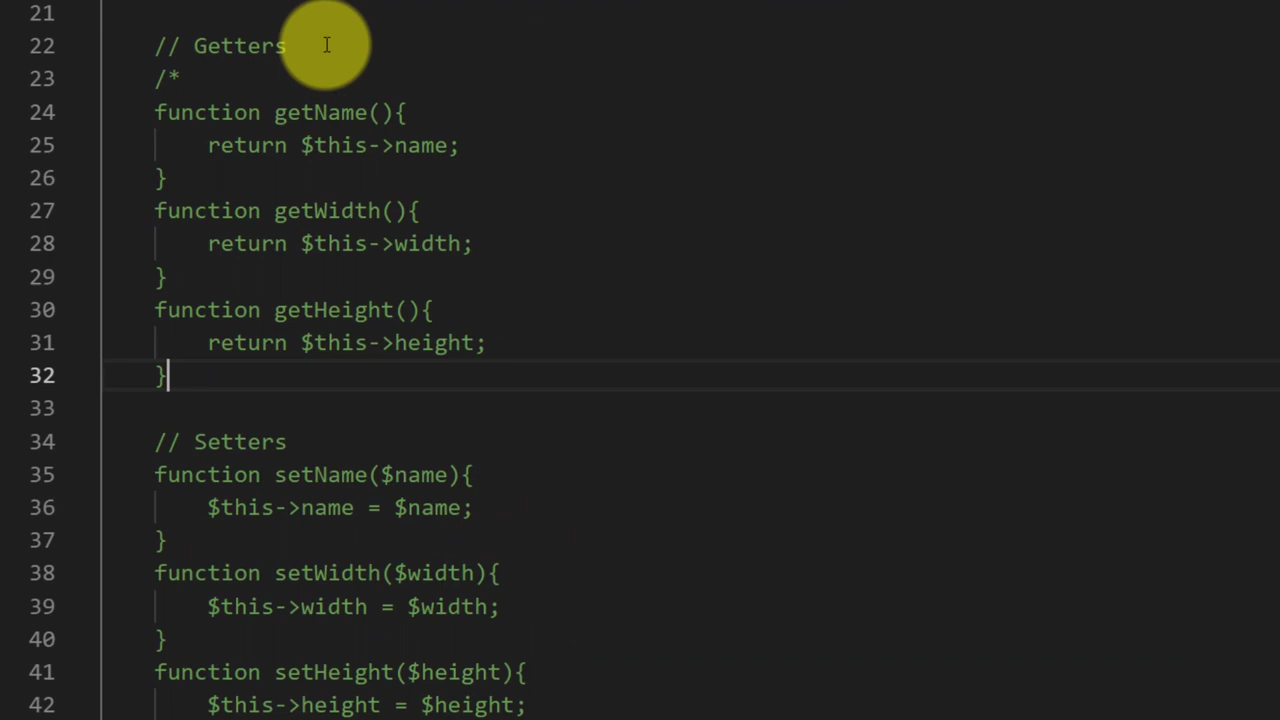 21
22 // Getters
23 /*
24 function getName(){
25 return $this->name;
26 }
27 function getWidth(){
28 return $this->width;
29 }
30 function getHeight(){
31 return $this->height;
32 }
33
34 // Setters
35 function setName($name){
36 $this->name = $name;
37 }
38 function setWidth($width){
39 $this->width = $width;
40 }
41 function setHeight($height){
42 $this->height = $height;